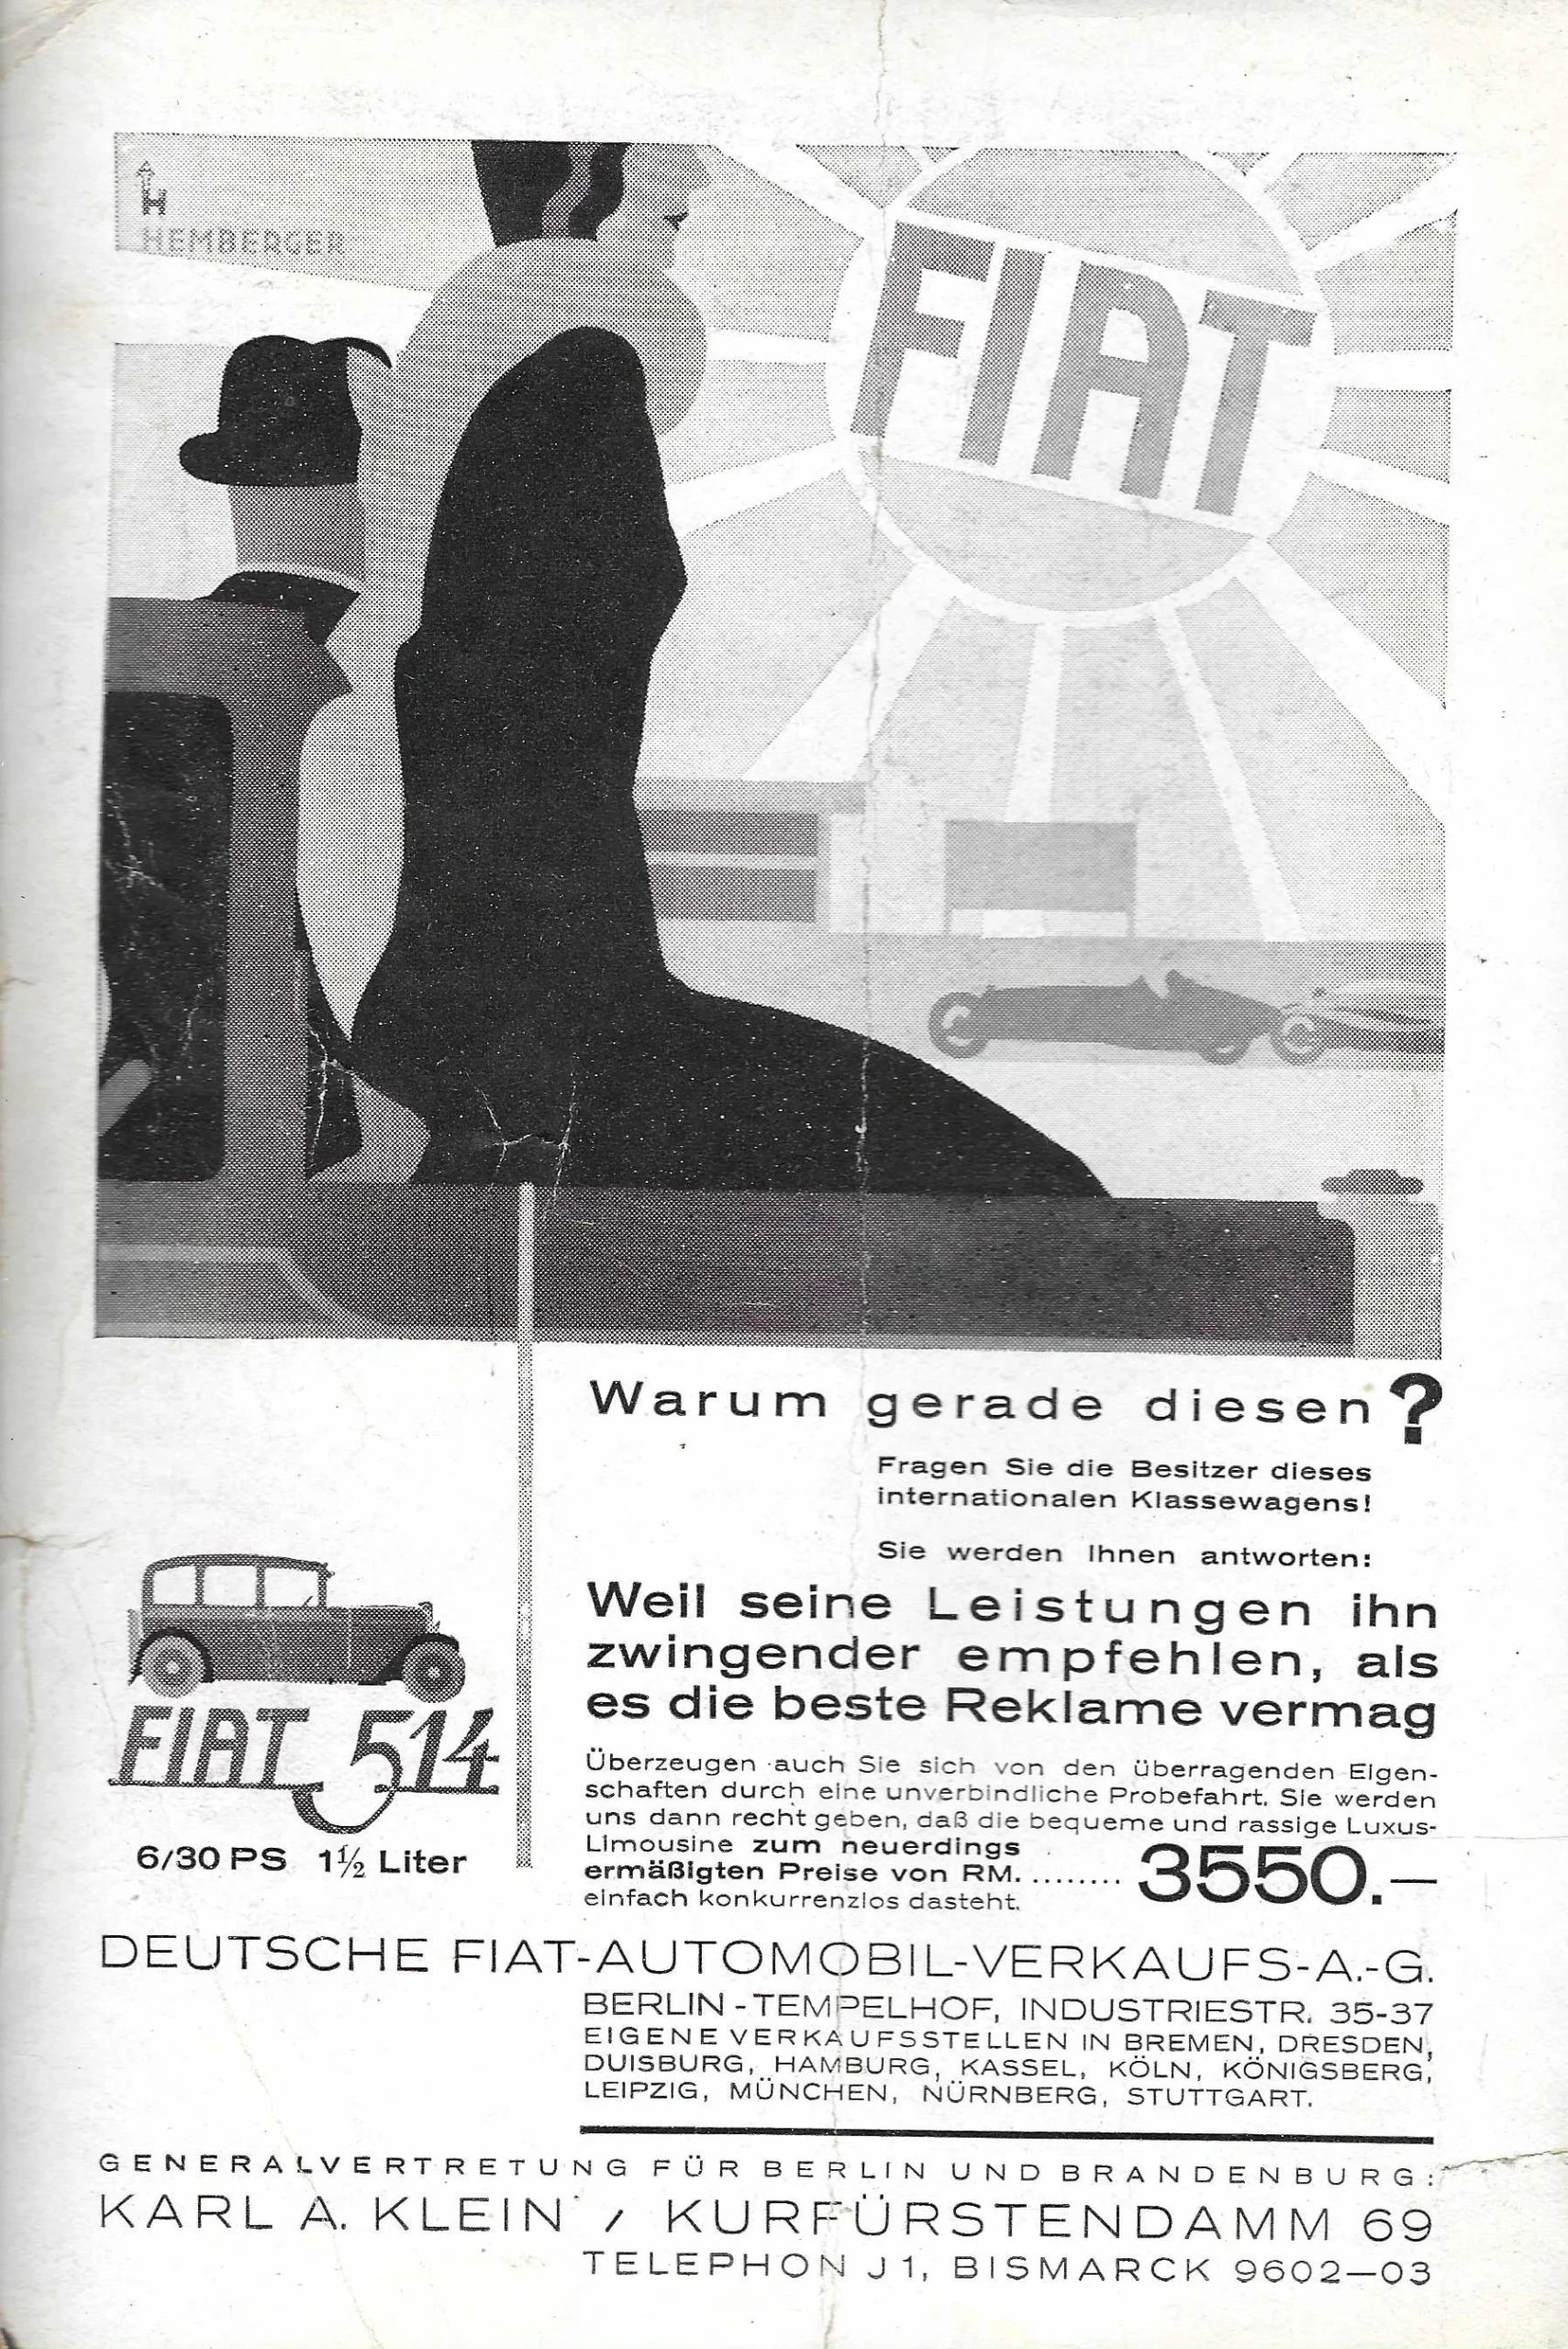 H
HEMBERGER
FIAT
Warum gerade diesen?
Fragen Sie die Besitzer dieses
internationalen Klassewagens!
Sie werden Ihnen antworten:
Weil seine Leistungen ihn
zwingender empfehlen, als
es die beste Reklame vermag
FIAT 514
6/30 PS 1½ Liter
Überzeugen auch Sie sich von den überragenden Eigen-
schaften durch eine unverbindliche Probefahrt. Sie werden
uns dann recht geben, daß die bequeme und rassige Luxus-
Limousine zum neuerdings
ermäßigten Preise von RM. ........ 3550.—
einfach konkurrenzlos dasteht.
DEUTSCHE FIAT-AUTOMOBIL-VERKAUFS-A.-G.
BERLIN-TEMPELHOF, INDUSTRIESTR. 35-37
EIGENE VERKAUFSSTELLEN IN BREMEN, DRESDEN,
DUISBURG, HAMBURG, KASSEL, KÖLN, KÖNIGSBERG,
LEIPZIG, MÜNCHEN, NÜRNBERG, STUTTGART.
GENERALVERTRETUNG FÜR BERLIN UND BRANDENBURG:
KARL A. KLEIN / KURFÜRSTENDAMM 69
TELEPHON J 1, BISMARCK 9602—03